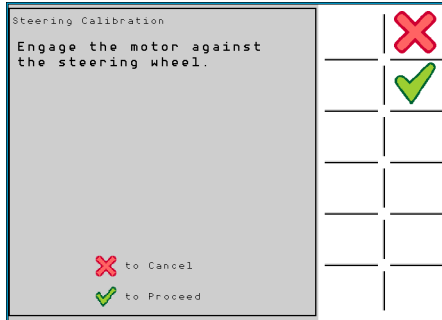 Steering Calibration
Engage the motor against
the steering wheel.
to Cancel
to Proceed